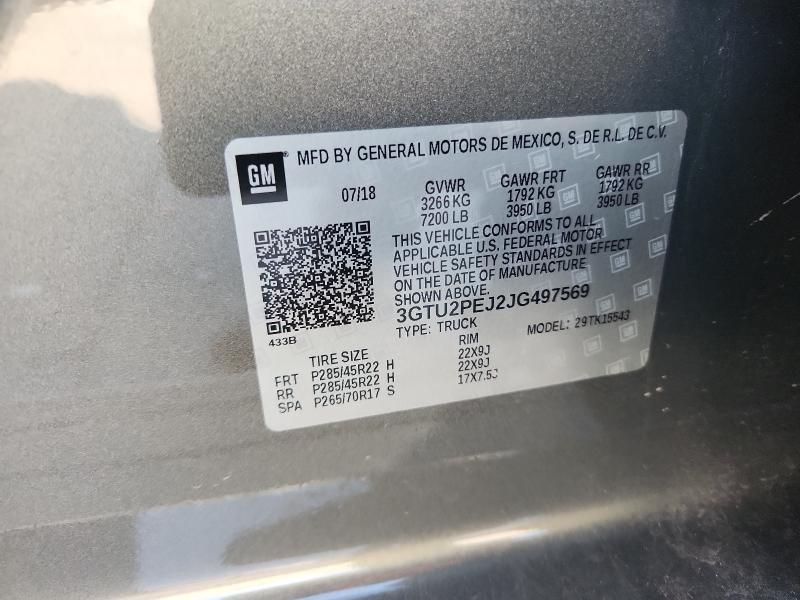 GM® MFD BY GENERAL MOTORS DE MEXICO, S. DE R.L. DE C.V.
07/18 GVWR GAWR FRT GAWR RR
3266 KG 1792 KG 1792 KG
7200 LB 3950 LB 3950 LB
THIS VEHICLE CONFORMS TO ALL
APPLICABLE U.S. FEDERAL MOTOR
VEHICLE SAFETY STANDARDS IN EFFECT
ON THE DATE OF MANUFACTURE
SHOWN ABOVE.
3GTU2PEJ2JG497569
433B TYPE: TRUCK MODEL: 29TK15543
TIRE SIZE RIM
FRT P285/45R22 H 22X9J
RR P285/45R22 H 22X9J
SPA P265/70R17 S 17X7.5J